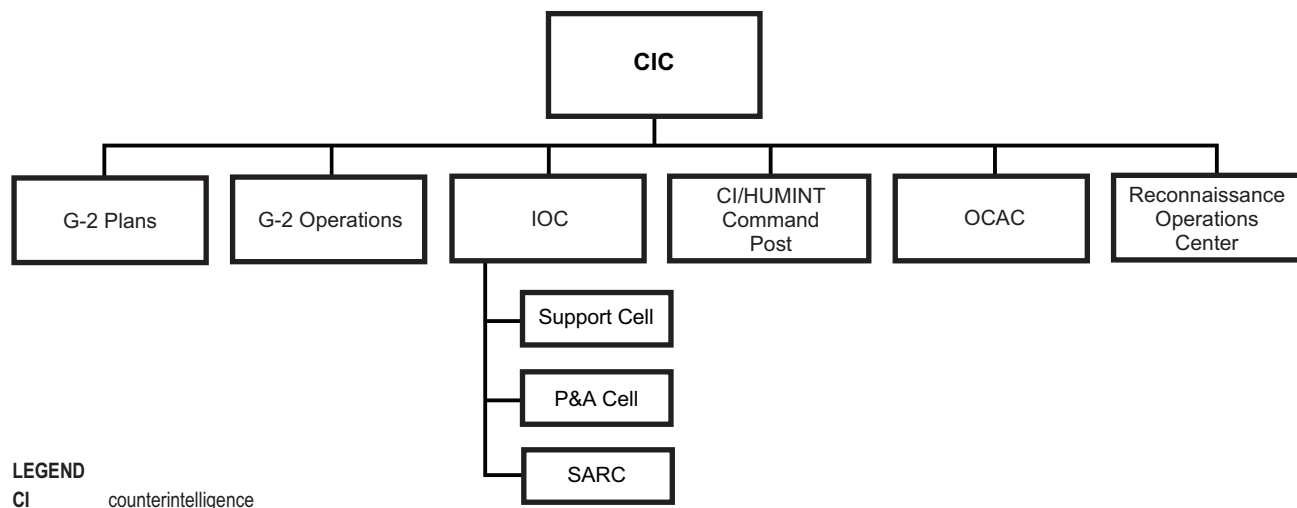 CIC
G-2 Plans
G-2 Operations
IOC
CI/HUMINT
Command
Post
OCAC
Reconnaissance
Operations
Center
Support Cell
P&A Cell
SARC
LEGEND
CI counterintelligence